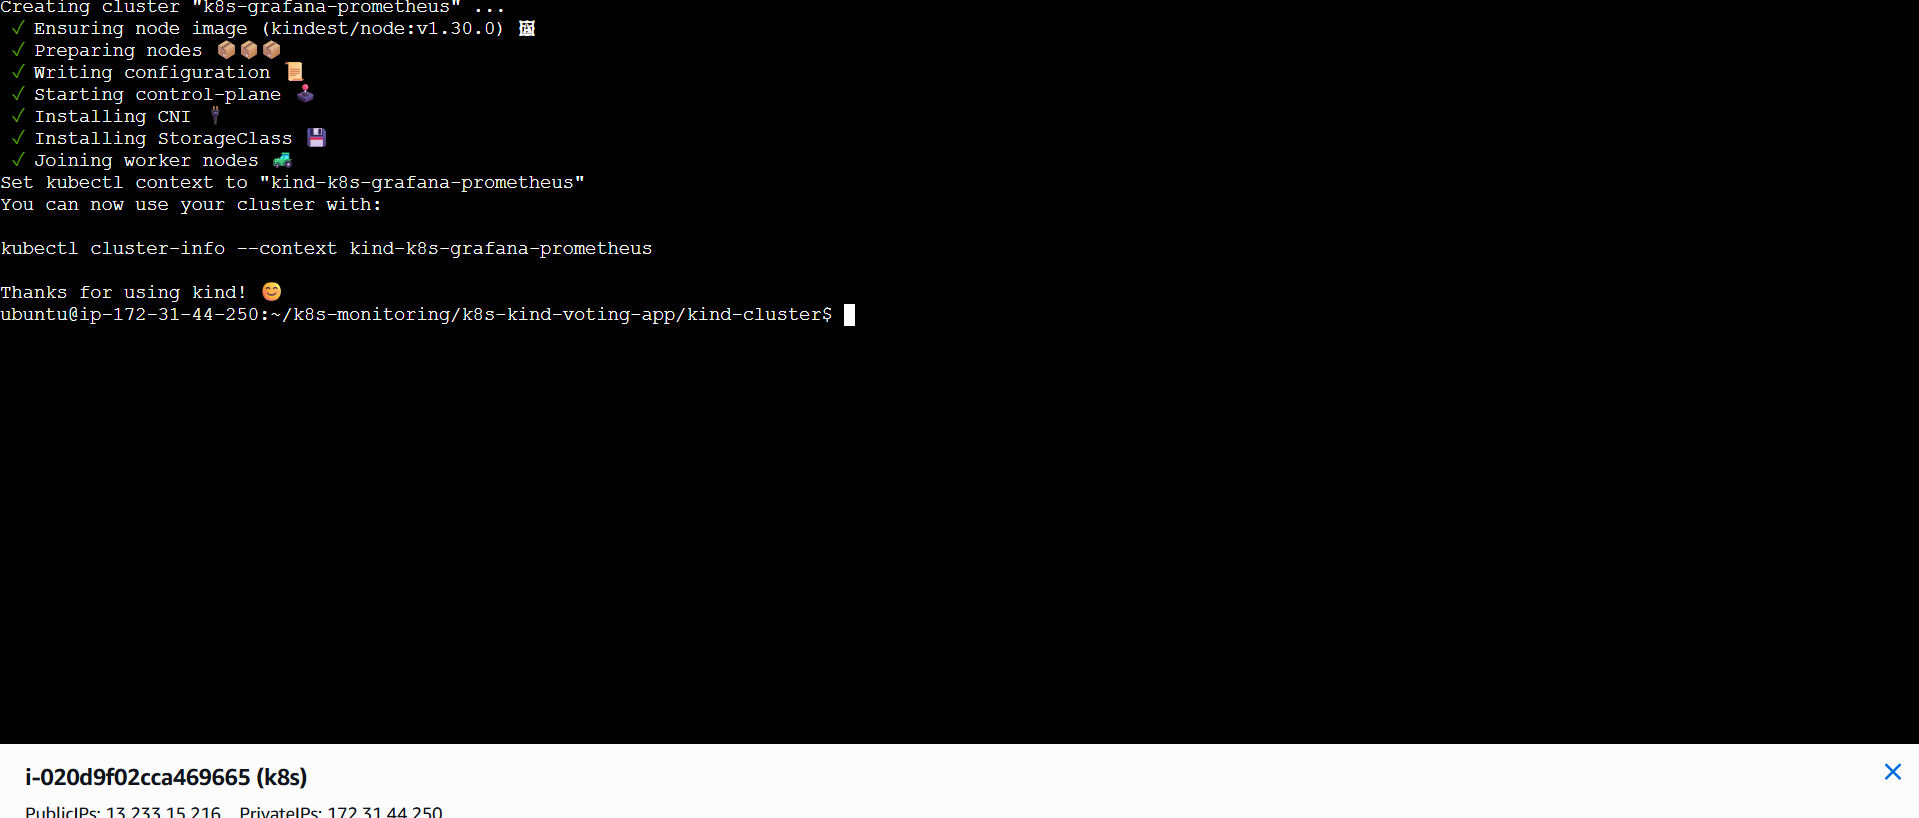 Creating cluster "k8s-grafana-prometheus" ...
✓ Ensuring node image (kindest/node:v1.30.0) 🖼
✓ Preparing nodes 📦📦📦
✓ Writing configuration 📜
✓ Starting control-plane 🕹️
✓ Installing CNI 🔌
✓ Installing StorageClass 💾
✓ Joining worker nodes 🚜
Set kubectl context to "kind-k8s-grafana-prometheus"
You can now use your cluster with:
kubectl cluster-info --context kind-k8s-grafana-prometheus
Thanks for using kind! 😊
ubuntu@ip-172-31-44-250:~/k8s-monitoring/k8s-kind-voting-app/kind-cluster$
i-020d9f02cca469665 (k8s)
PublicIPs: 13.233.15.216 PrivateIPs: 172.31.44.250